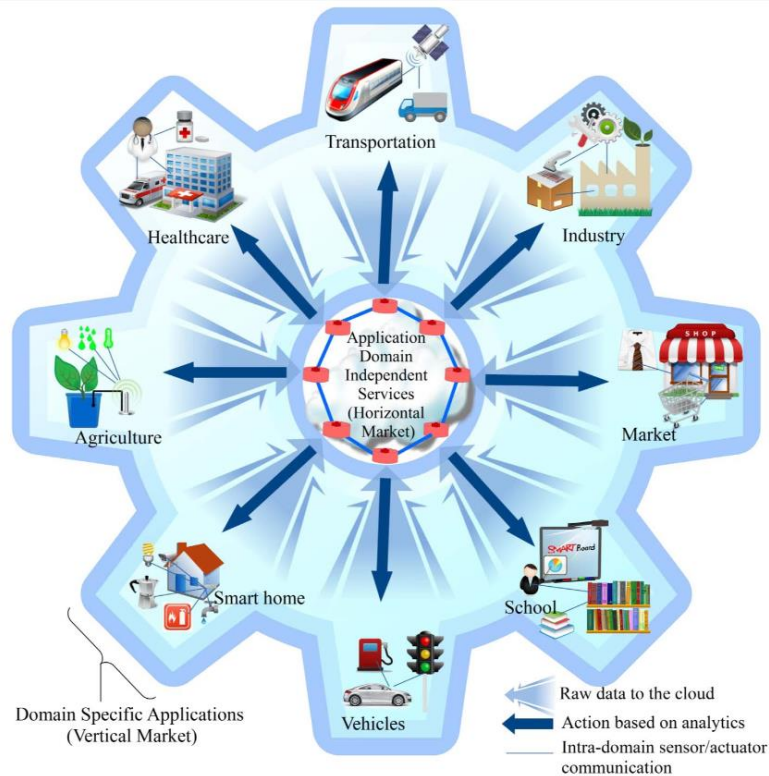 Transportation
Healthcare
Industry
SHOP
Application
Domain
Independent
Services
(Horizontal
Market)
Agriculture
Market
SMART Board
Smart home
School
Vehicles
Domain Specific Applications
(Vertical Market)
Raw data to the cloud
Action based on analytics
Intra-domain sensor/actuator
communication